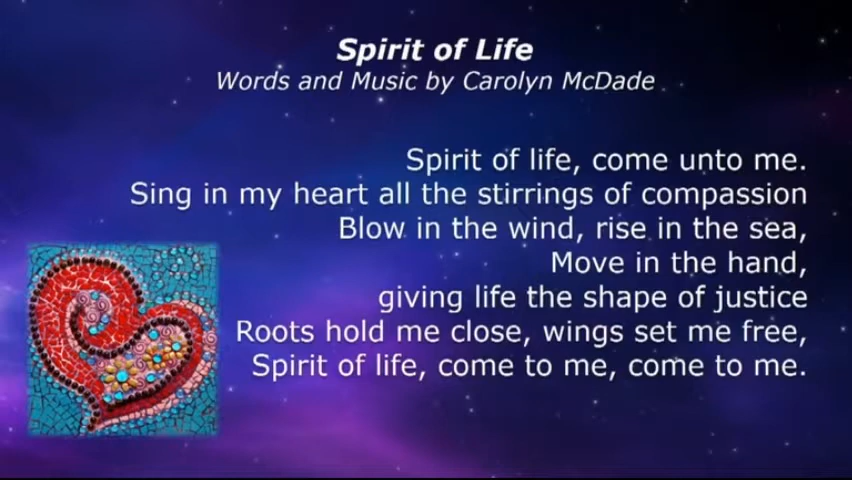 Spirit of Life
Words and Music by Carolyn McDade
Spirit of life, come unto me.
Sing in my heart all the stirrings of compassion
Blow in the wind, rise in the sea,
Move in the hand,
giving life the shape of justice
Roots hold me close, wings set me free,
Spirit of life, come to me, come to me.